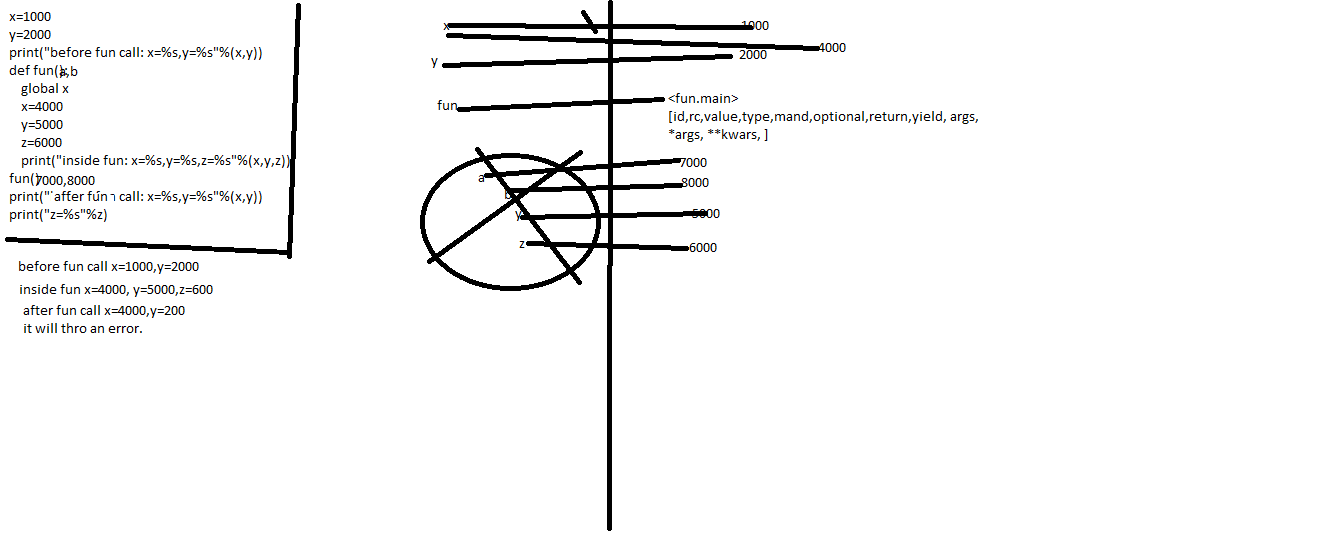 x=1000
y=2000
print("before fun call: x=%s,y=%s"%(x,y))
def fun(a,b
global x
x=4000
y=5000
z=6000
print("inside fun: x=%s,y=%s,z=%s"%(x,y,z))
fun(7000,8000
print("affer fun call: x=%s,y=%s"%(x,y))
print("z=%s"%z)
before fun call x=1000,y=2000
inside fun x=4000, y=5000,z=600
after fun call x=4000,y=200
it will thro an error.
x 1000
4000
y 2000
fun <fun.main>
[id,rc,value,type,mand,optional,return,yield, args,
*args, **kwars, ]
a 7000
b 8000
y 5000
z 6000